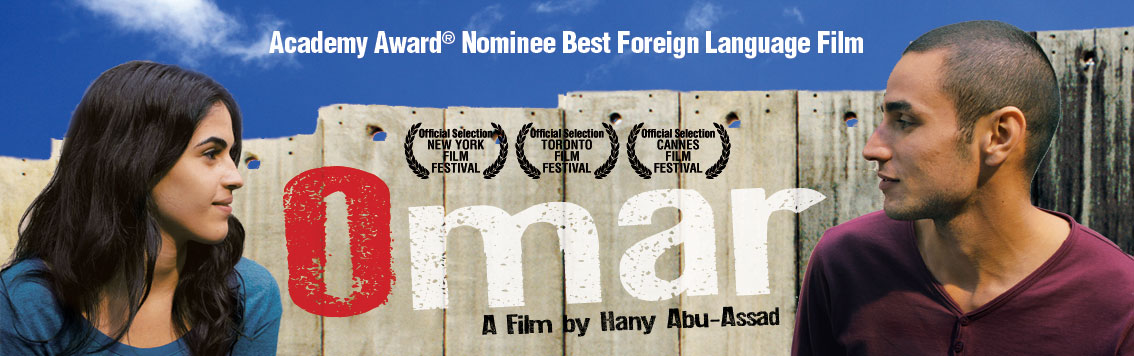 Academy Award® Nominee Best Foreign Language Film
Official Selection
NEW YORK
FILM
FESTIVAL
Official Selection
TORONTO
FILM
FESTIVAL
Official Selection
CANNES
FILM
FESTIVAL
Omar
A Film by Hany Abu-Assad